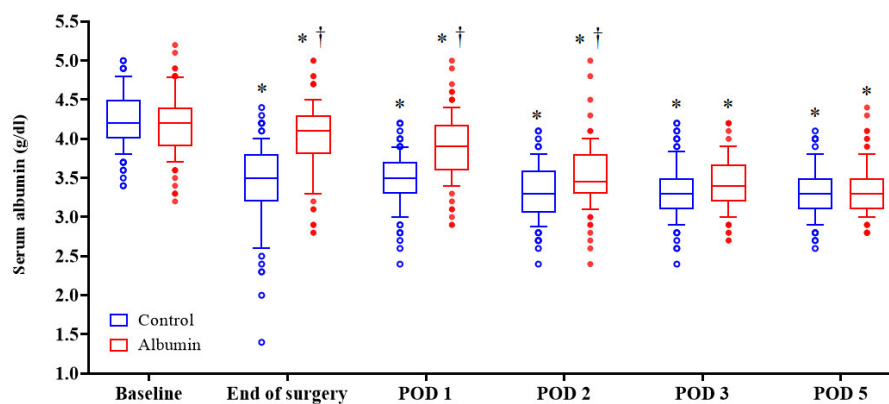 * † * † * †
* * * * * * *
5.5
5.0
4.5
4.0
3.5
3.0
2.5
2.0
1.5
1.0
Serum albumin (g/dl)
Control
Albumin
Baseline End of surgery POD 1 POD 2 POD 3 POD 5